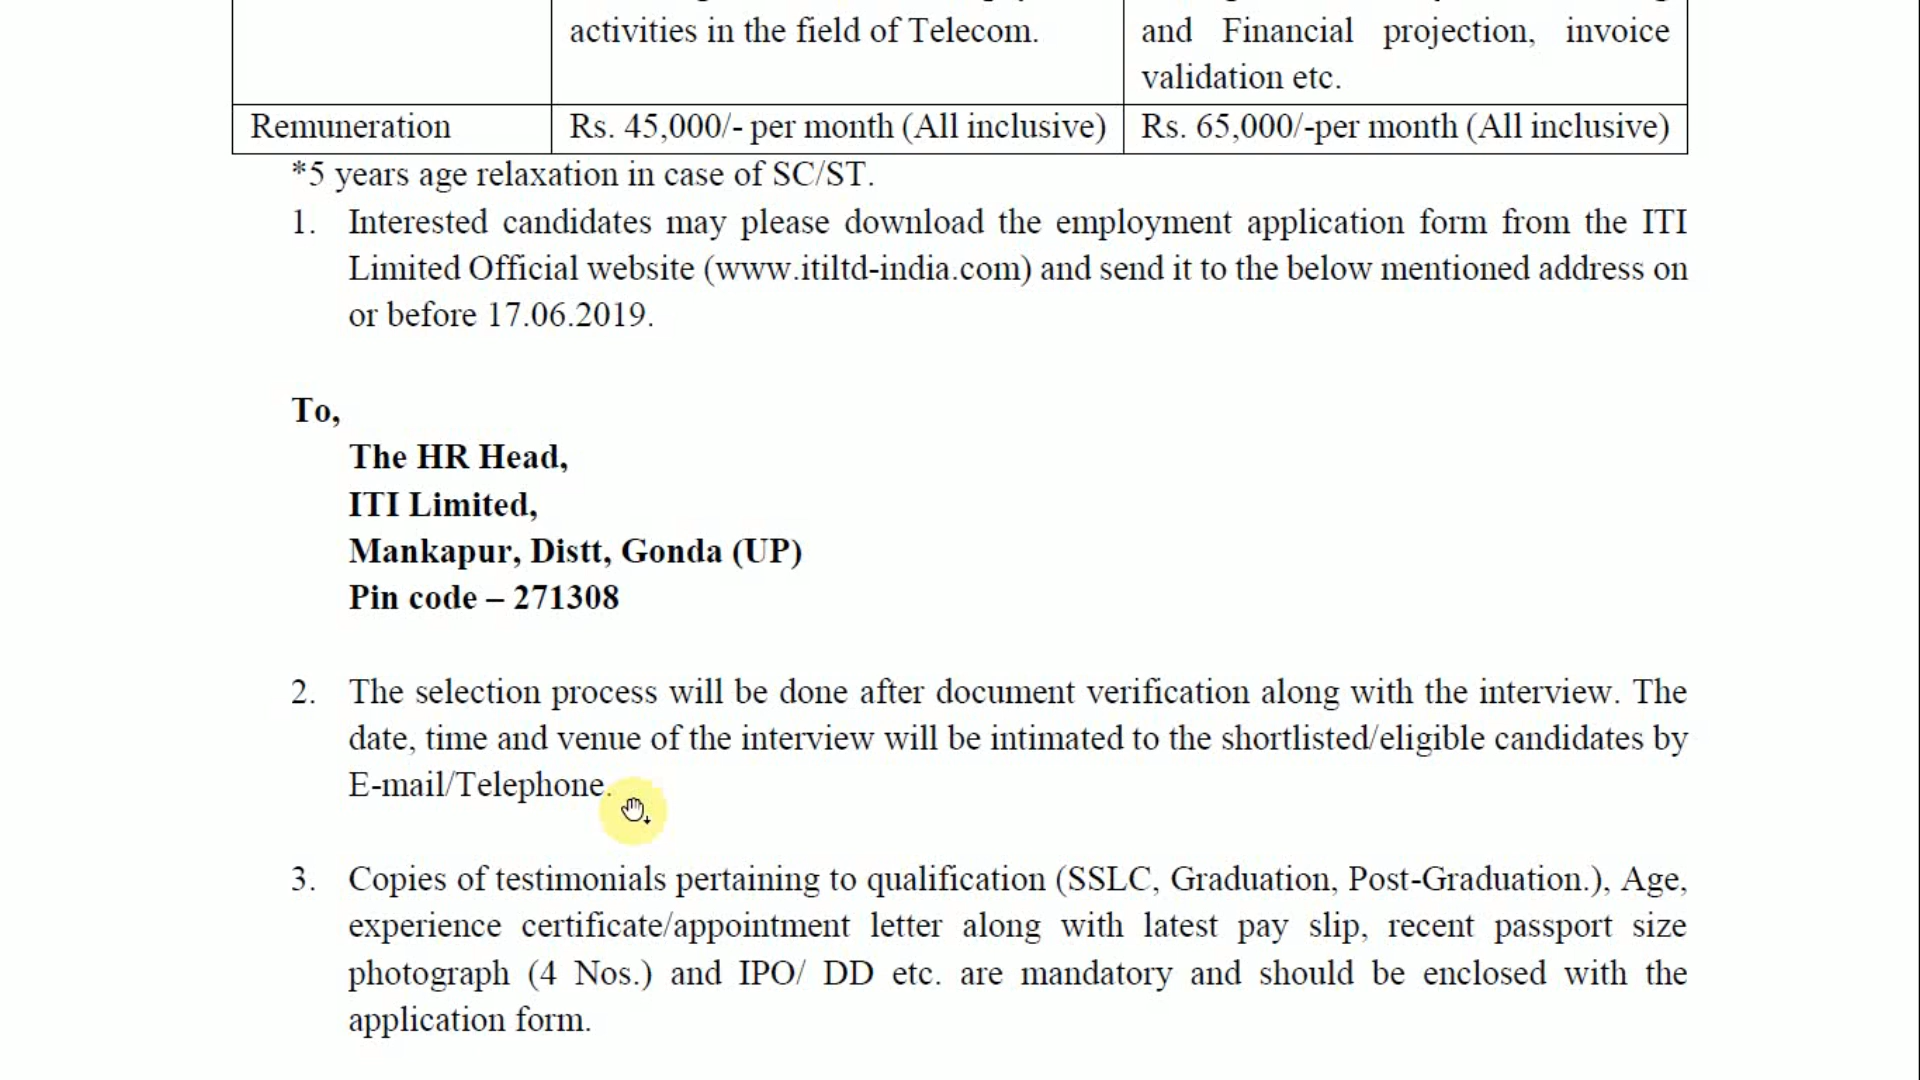 activities in the field of Telecom.
and Financial projection, invoice
validation etc.
Remuneration
Rs. 45,000/- per month (All inclusive)
Rs. 65,000/-per month (All inclusive)
*5 years age relaxation in case of SC/ST.
1. Interested candidates may please download the employment application form from the ITI
Limited Official website (www.itiltd-india.com) and send it to the below mentioned address on
or before 17.06.2019.
To,
The HR Head,
ITI Limited,
Mankapur, Distt, Gonda (UP)
Pin code – 271308
2. The selection process will be done after document verification along with the interview. The
date, time and venue of the interview will be intimated to the shortlisted/eligible candidates by
E-mail/Telephone.
3. Copies of testimonials pertaining to qualification (SSLC, Graduation, Post-Graduation.), Age,
experience certificate/appointment letter along with latest pay slip, recent passport size
photograph (4 Nos.) and IPO/ DD etc. are mandatory and should be enclosed with the
application form.